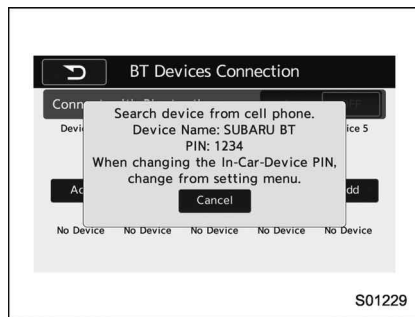 BT Devices Connection
Search device from cell phone.
Device Name: SUBARU BT
PIN: 1234
When changing the In-Car-Device PIN,
change from setting menu.
Cancel
No Device No Device No Device No Device No Device
S01229